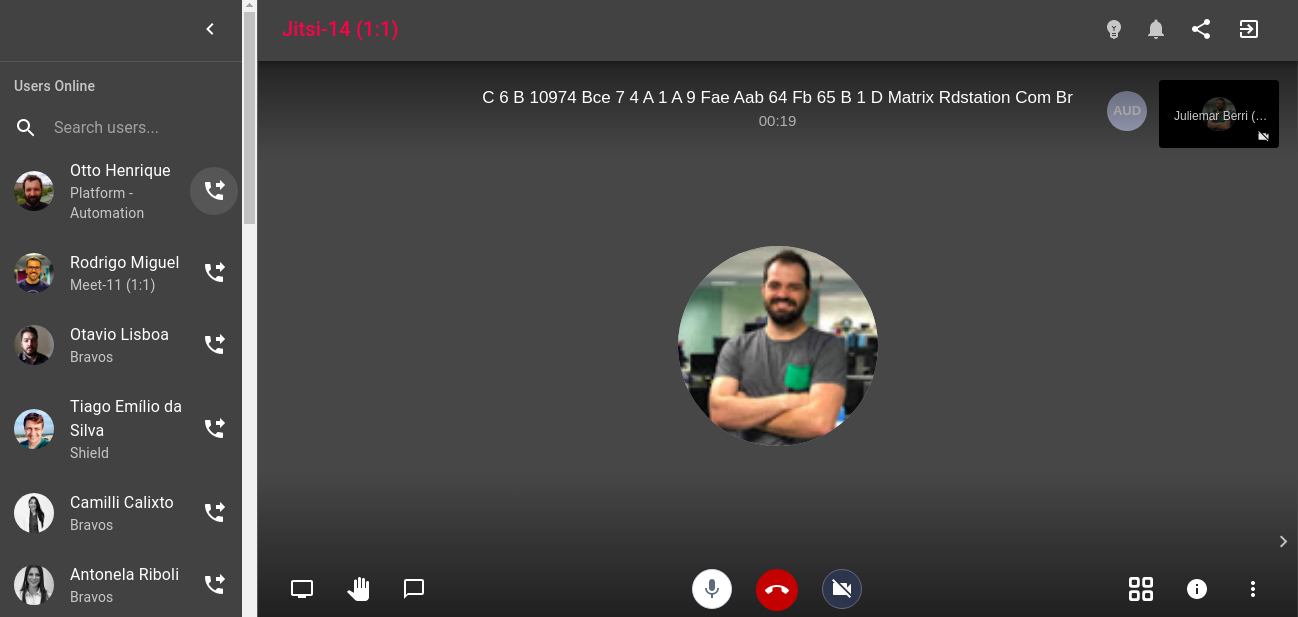 Jitsi-14 (1:1)
Users Online
Search users...
Otto Henrique
Platform -
Automation
Rodrigo Miguel
Meet-11 (1:1)
Otavio Lisboa
Bravos
Tiago Emílio da
Silva
Shield
Camilli Calixto
Bravos
Antonela Riboli
Bravos
C 6 B 10974 Bce 7 4 A 1 A 9 Fae Aab 64 Fb 65 B 1 D Matrix Rdstation Com Br
00:19
AUD
Juliemar Berri (...